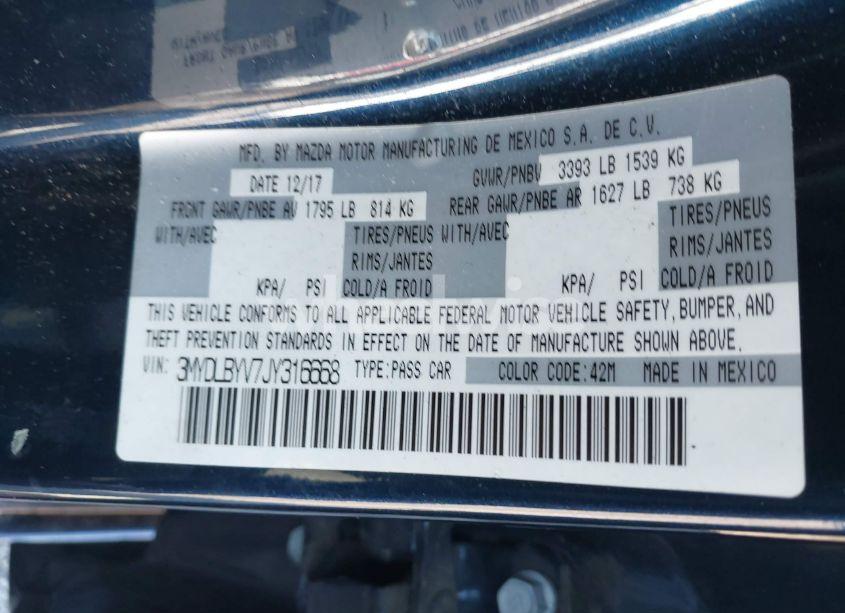 MFD. BY MAZDA MOTOR MANUFACTURING DE MEXICO S.A. DE C.V.
DATE 12/17 GVWR/PNBV 3393 LB 1539 KG
FRONT GAWR/PNBE AV 1795 LB 814 KG REAR GAWR/PNBE AR 1627 LB 738 KG
WITH/AVEC TIRES/PNEUS WITH/AVEC TIRES/PNEUS
RIMS/JANTES RIMS/JANTES
KPA/ PSI COLD/A FROID KPA/ PSI COLD/A FROID
THIS VEHICLE CONFORMS TO ALL APPLICABLE FEDERAL MOTOR VEHICLE SAFETY, BUMPER, AND
THEFT PREVENTION STANDARDS IN EFFECT ON THE DATE OF MANUFACTURE SHOWN ABOVE.
VIN: 3MYDLBYV7JY316668 TYPE:PASS CAR COLOR CODE:42M MADE IN MEXICO